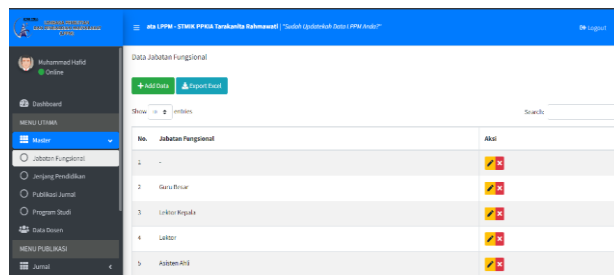 ata LPPM - STMIK PPKIA Tarakanita Rahmawati | "Sudah Updatekah Data LPPM Anda?"
Logout
Muhammad Hafid
Online
Dashboard
MENU UTAMA
Master
Jabatan Fungsional
Jenjang Pendidikan
Publikasi Jurnal
Program Studi
Data Dosen
MENU PUBLIKASI
Jurnal
Data Jabatan Fungsional
Add Data
Export Excel
Show entries
Search:
No. Jabatan Fungsional Aksi
1 -
2 Guru Besar
3 Lektor Kepala
4 Lektor
5 Asisten Ahli